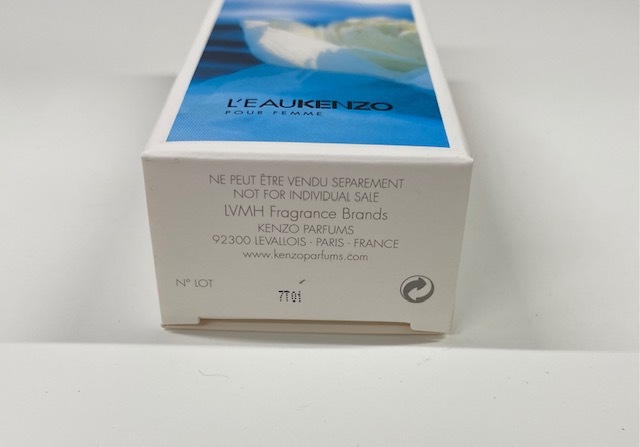 L'EAUKENZO
POUR FEMME
NE PEUT ÊTRE VENDU SEPAREMENT
NOT FOR INDIVIDUAL SALE
LVMH Fragrance Brands
KENZO PARFUMS
92300 LEVALLOIS - PARIS - FRANCE
www.kenzoparfums.com
N° LOT
7T01